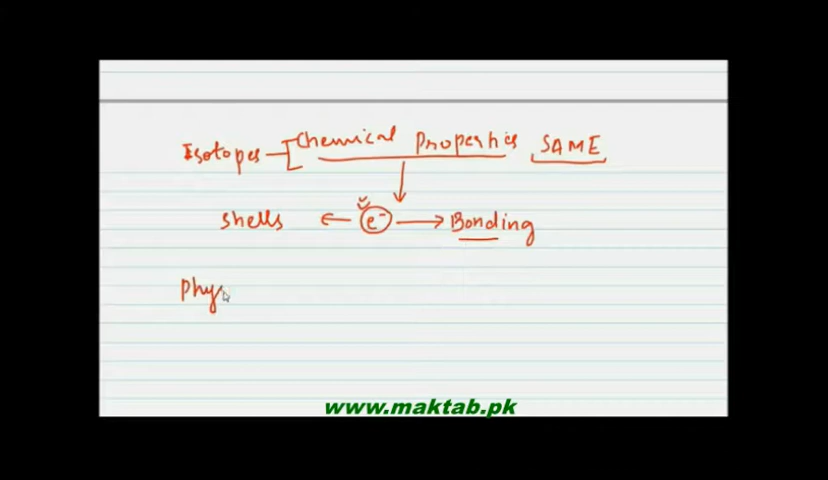 Isotopes Chemical Properties SAME
shells ← e⁻ → Bonding
Phy
www.maktab.pk